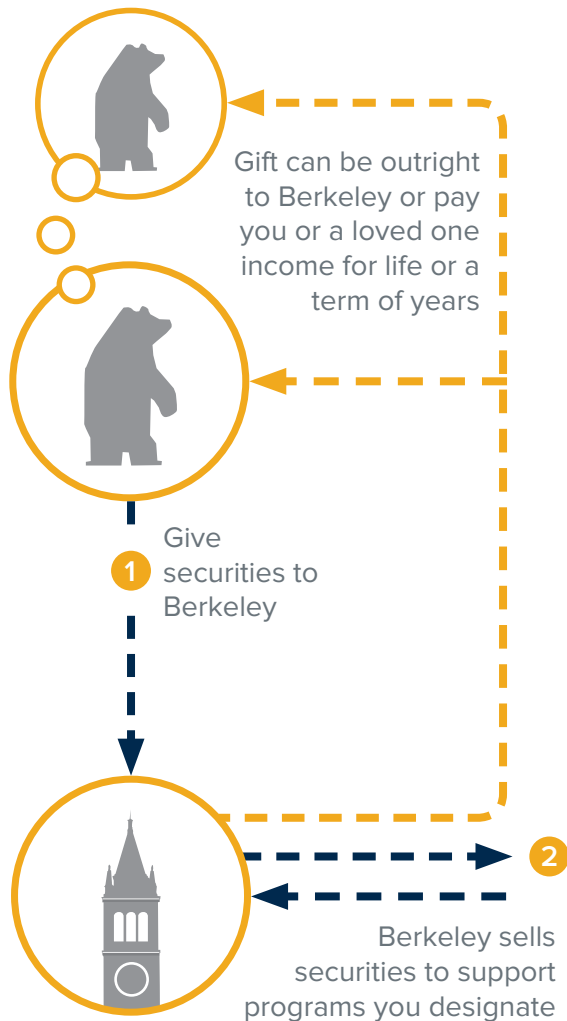 Gift can be outright
to Berkeley or pay
you or a loved one
income for life or a
term of years
1
Give
securities to
Berkeley
2
Berkeley sells
securities to support
programs you designate